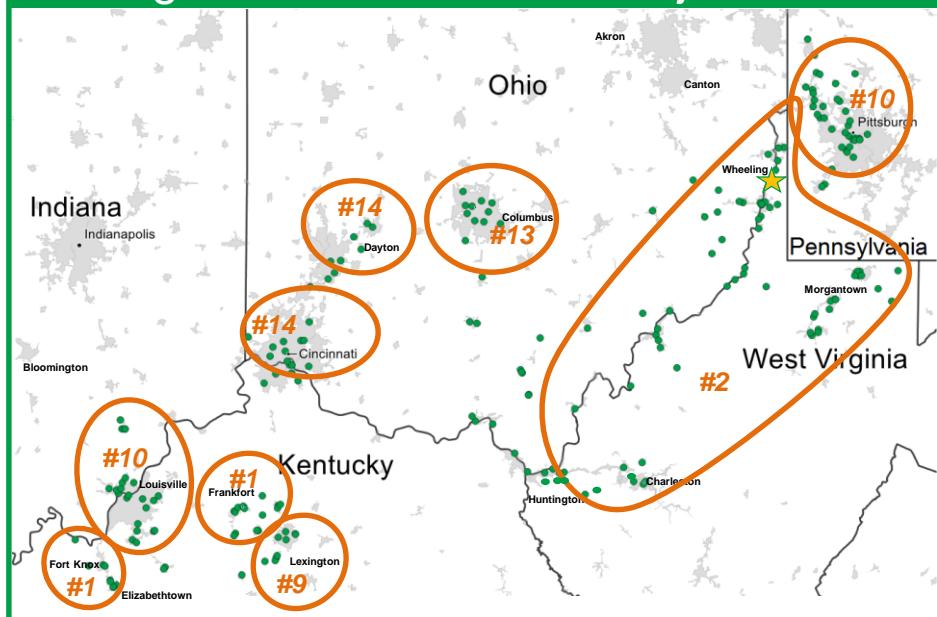 Akron
Ohio
Canton
#10
Pittsburgh
Wheeling
Indiana
Indianapolis
#14
Dayton
Columbus
#13
Pennsylvania
Morgantown
#14
Cincinnati
West Virginia
Bloomington
#2
#10
Louisville
Kentucky
#1
Frankfort
Charleston
Huntington
Fort Knox
#1
Elizabethtown
Lexington
#9